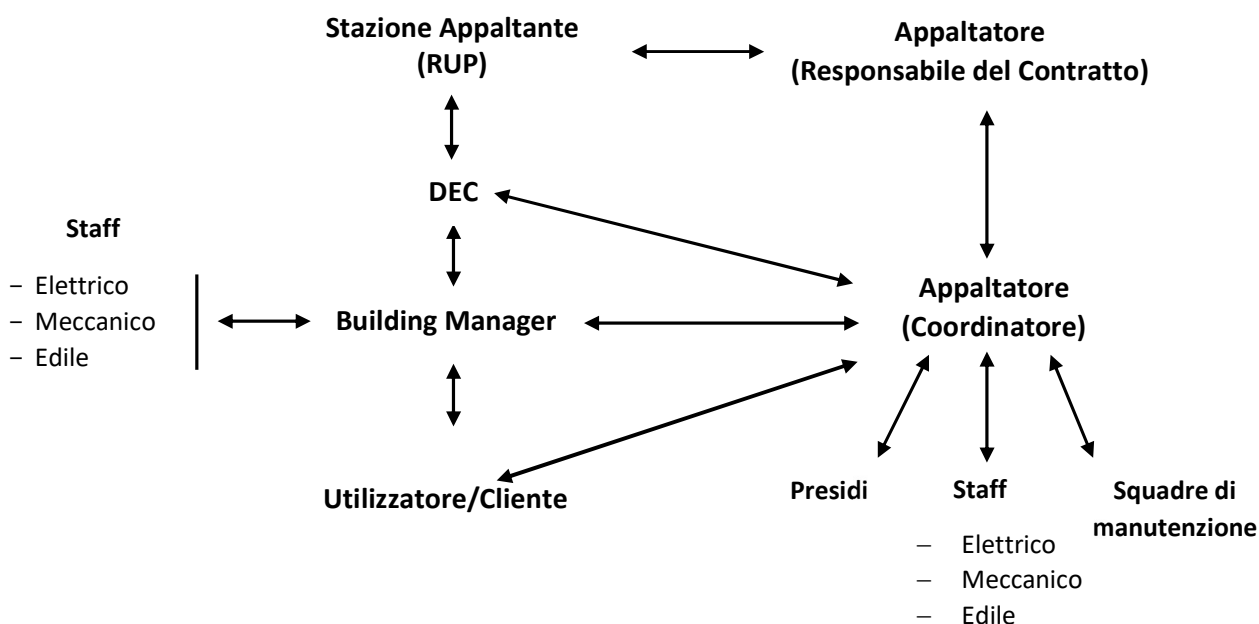 Stazione Appaltante
(RUP)
Appaltatore
(Responsabile del Contratto)
DEC
Staff
– Elettrico
– Meccanico
– Edile
Building Manager
Appaltatore
(Coordinatore)
Utilizzatore/Cliente
Presidi
Staff
– Elettrico
– Meccanico
– Edile
Squadre di
manutenzione